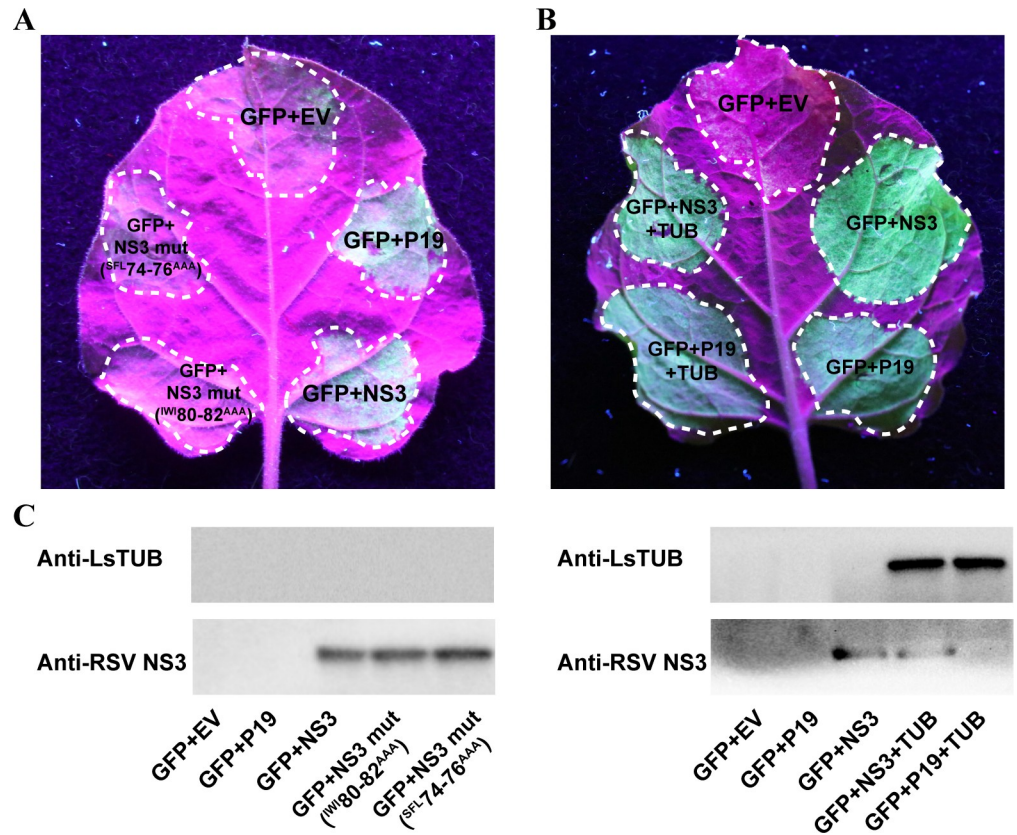 A
GFP+EV
GFP+
NS3 mut
(SFL74-76AAA)
GFP+P19
GFP+
NS3 mut
(IWI80-82AAA)
GFP+NS3
B
GFP+EV
GFP+NS3
+TUB
GFP+NS3
GFP+P19
+TUB
GFP+P19
C
Anti-LsTUB
Anti-RSV NS3
GFP+EV
GFP+P19
GFP+NS3
GFP+NS3 mut
(IWI80-82AAA)
GFP+NS3 mut
(SFL74-76AAA)
Anti-LsTUB
Anti-RSV NS3
GFP+EV
GFP+P19
GFP+NS3
GFP+NS3+TUB
GFP+P19+TUB